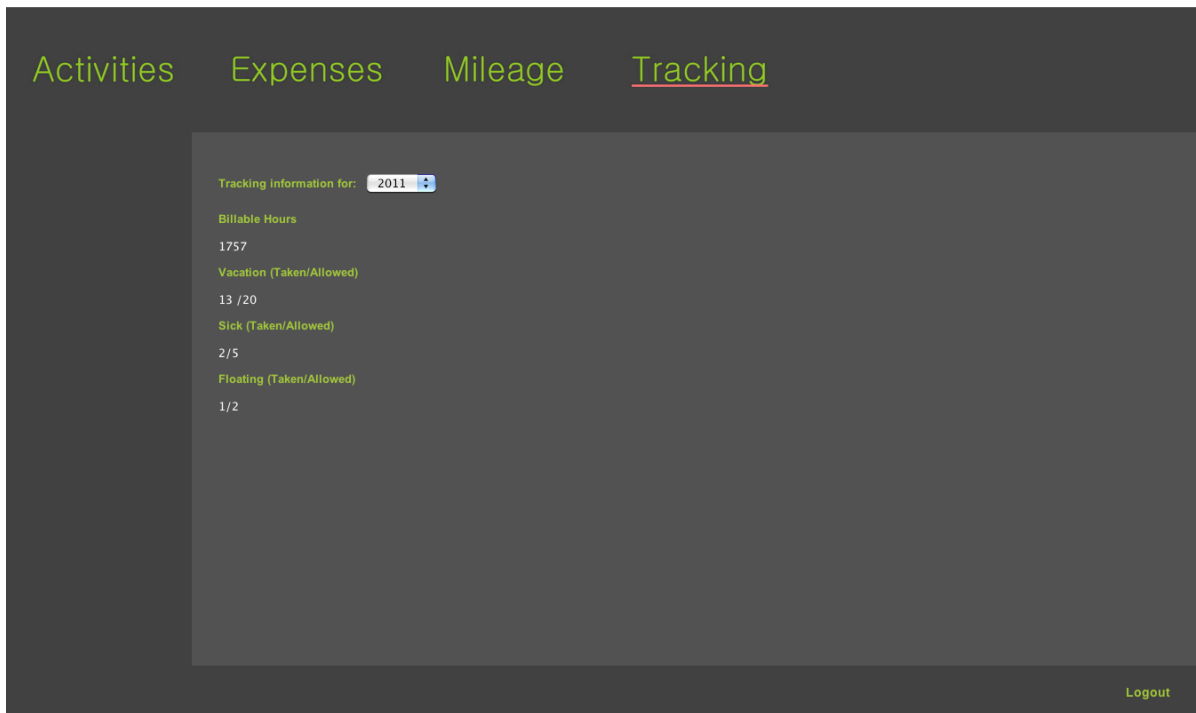 Activities Expenses Mileage Tracking
Tracking information for: 2011
Billable Hours
1757
Vacation (Taken/Allowed)
13 /20
Sick (Taken/Allowed)
2/5
Floating (Taken/Allowed)
1/2
Logout